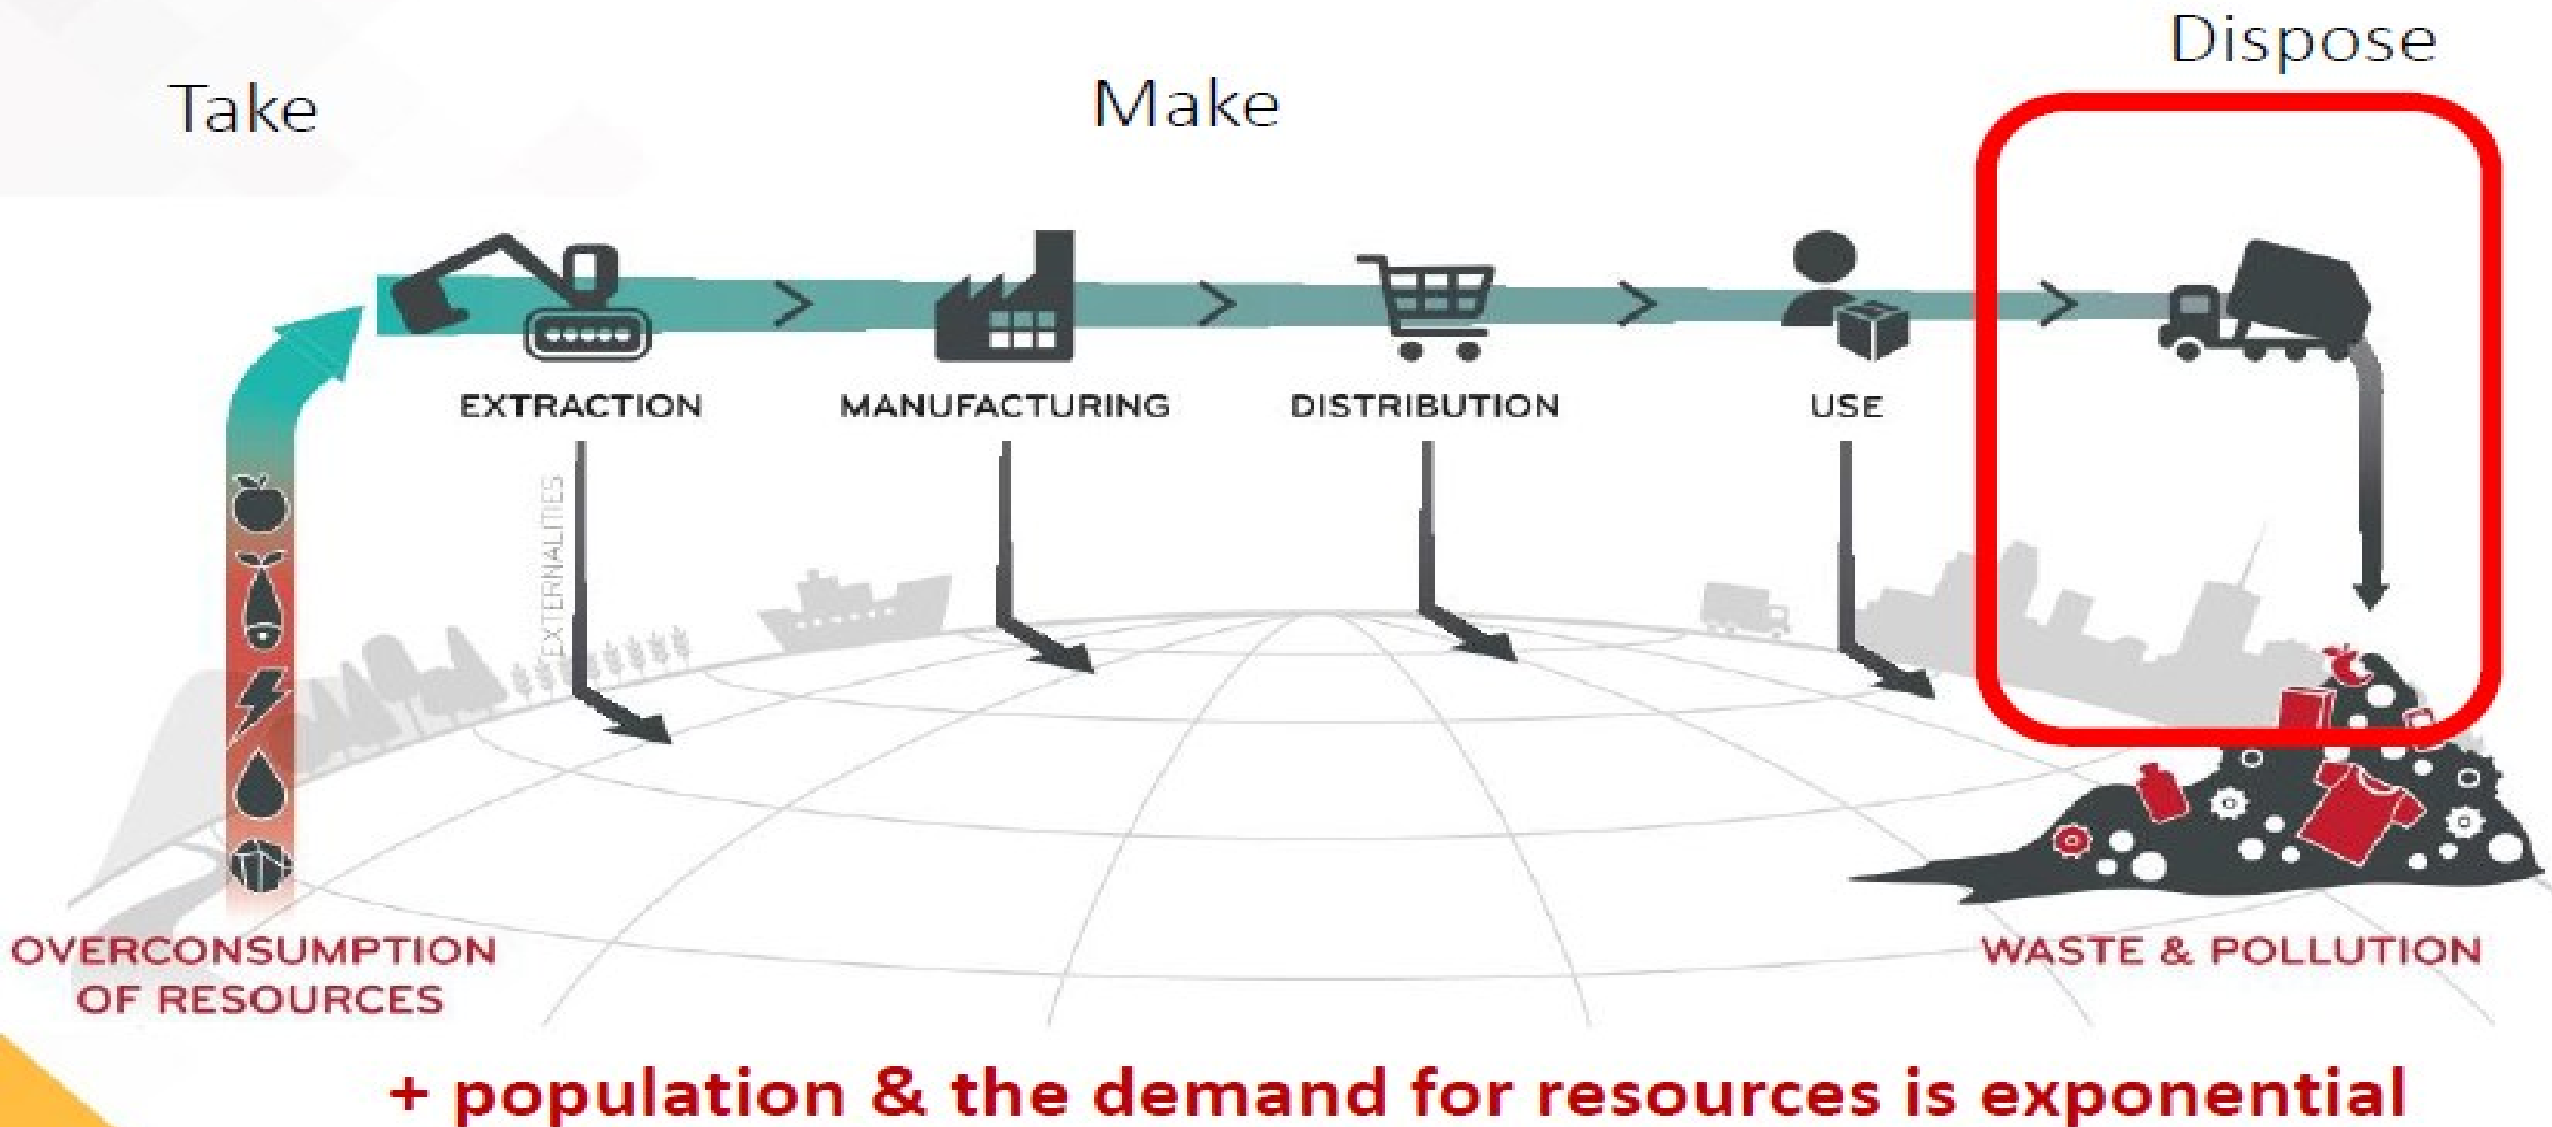 Take
Make
Dispose
EXTRACTION
MANUFACTURING
DISTRIBUTION
USE
EXTERNALITIES
OVERCONSUMPTION
OF RESOURCES
WASTE & POLLUTION
+ population & the demand for resources is exponential